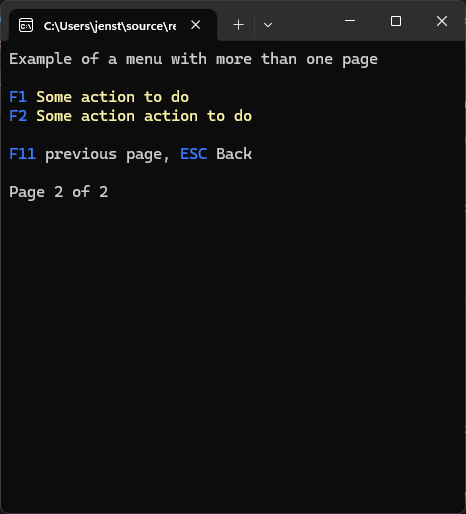 C:\Users\jenst\source\re
Example of a menu with more than one page
F1 Some action to do
F2 Some action action to do
F11 previous page, ESC Back
Page 2 of 2